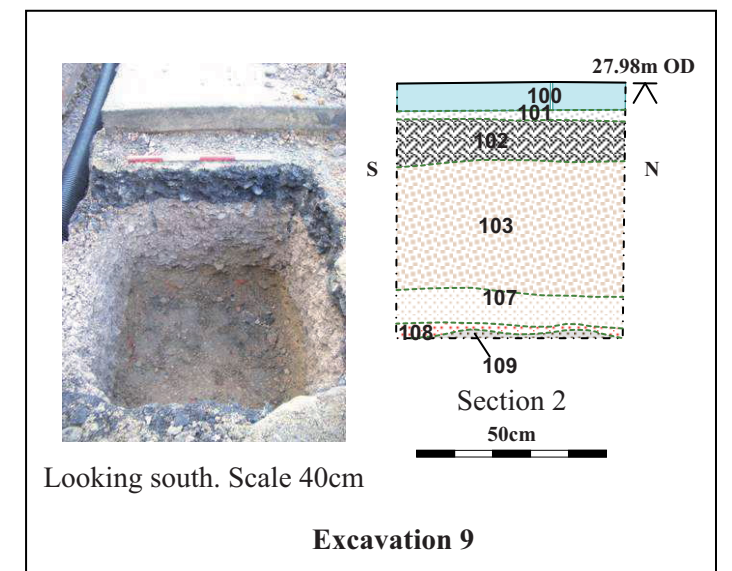 27.98m OD
100
101
102
S
N
103
107
108
109
Section 2
50cm
Looking south. Scale 40cm
Excavation 9